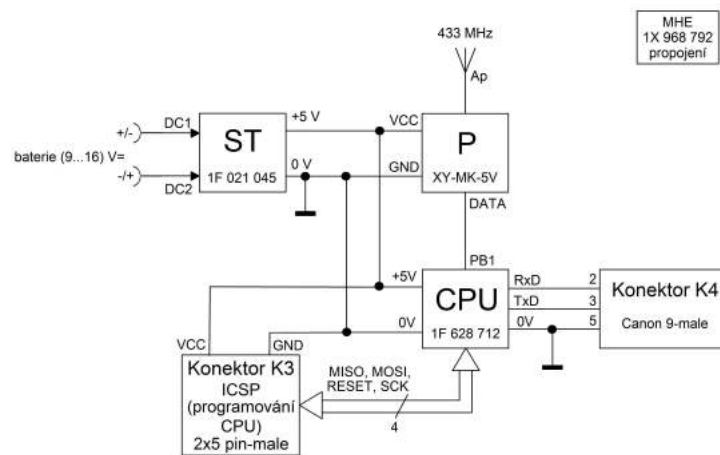 MHE
1X 968 792
propojení
433 MHz
Ap
+/-
DC1
baterie (9...16) V=
-/+
DC2
ST
1F 021 045
+5 V
0 V
VCC
GND
P
XY-MK-5V
DATA
PB1
+5V
0V
CPU
1F 628 712
RxD
2
TxD
3
0V
5
Konektor K4
Canon 9-male
VCC
GND
Konektor K3
ICSP
(programování
CPU)
2x5 pin-male
MISO, MOSI,
RESET, SCK
4